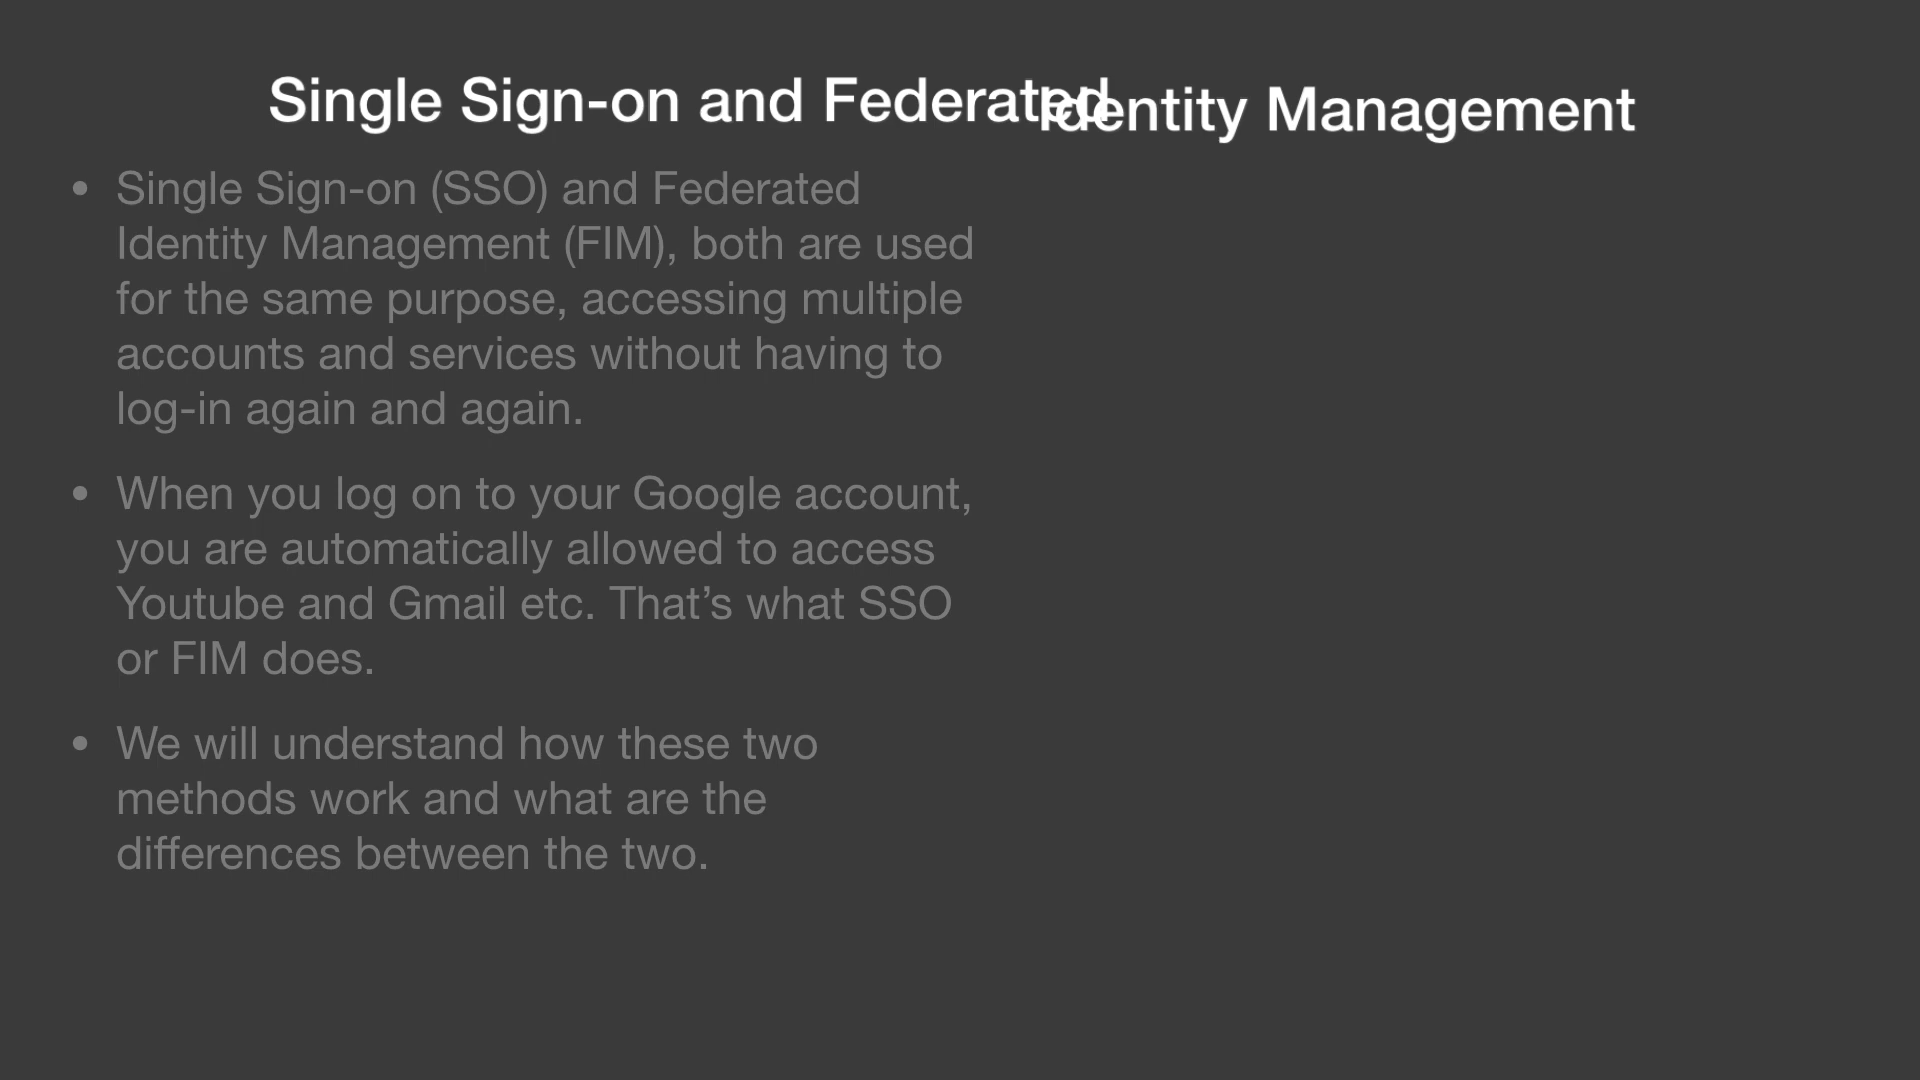 Single Sign-on and Federated Identity Management
• Single Sign-on (SSO) and Federated
Identity Management (FIM), both are used
for the same purpose, accessing multiple
accounts and services without having to
log-in again and again.
• When you log on to your Google account,
you are automatically allowed to access
Youtube and Gmail etc. That’s what SSO
or FIM does.
• We will understand how these two
methods work and what are the
differences between the two.